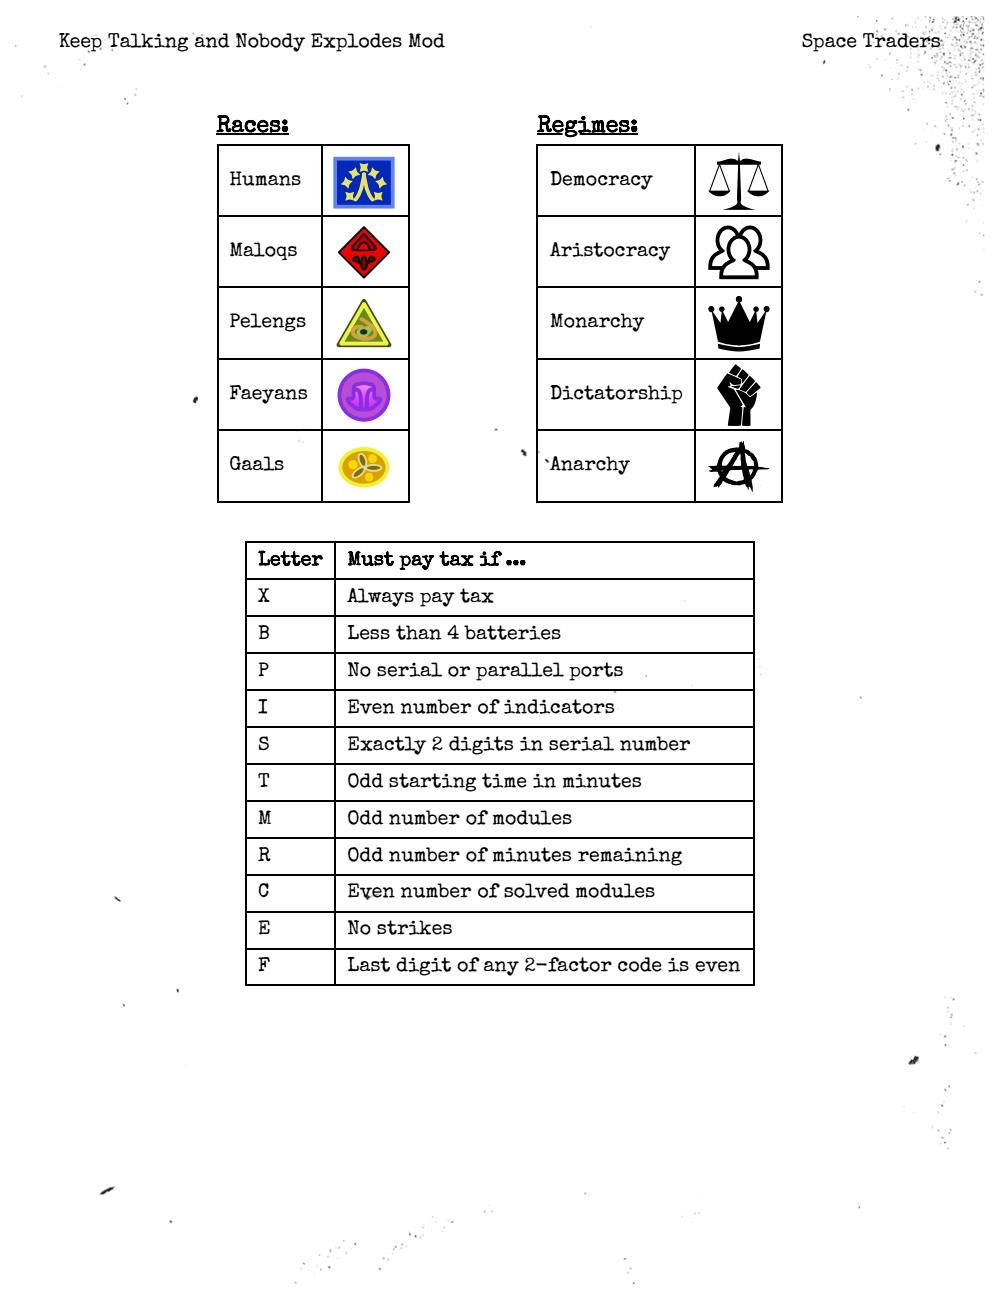 Keep Talking and Nobody Explodes Mod
Space Traders
Races:
Humans
Maloqs
Pelengs
Faeyans
Gaals
Regimes:
Democracy
Aristocracy
Monarchy
Dictatorship
Anarchy
Letter Must pay tax if ...
X Always pay tax
B Less than 4 batteries
P No serial or parallel ports
I Even number of indicators
S Exactly 2 digits in serial number
T Odd starting time in minutes
M Odd number of modules
R Odd number of minutes remaining
C Even number of solved modules
E No strikes
F Last digit of any 2-factor code is even